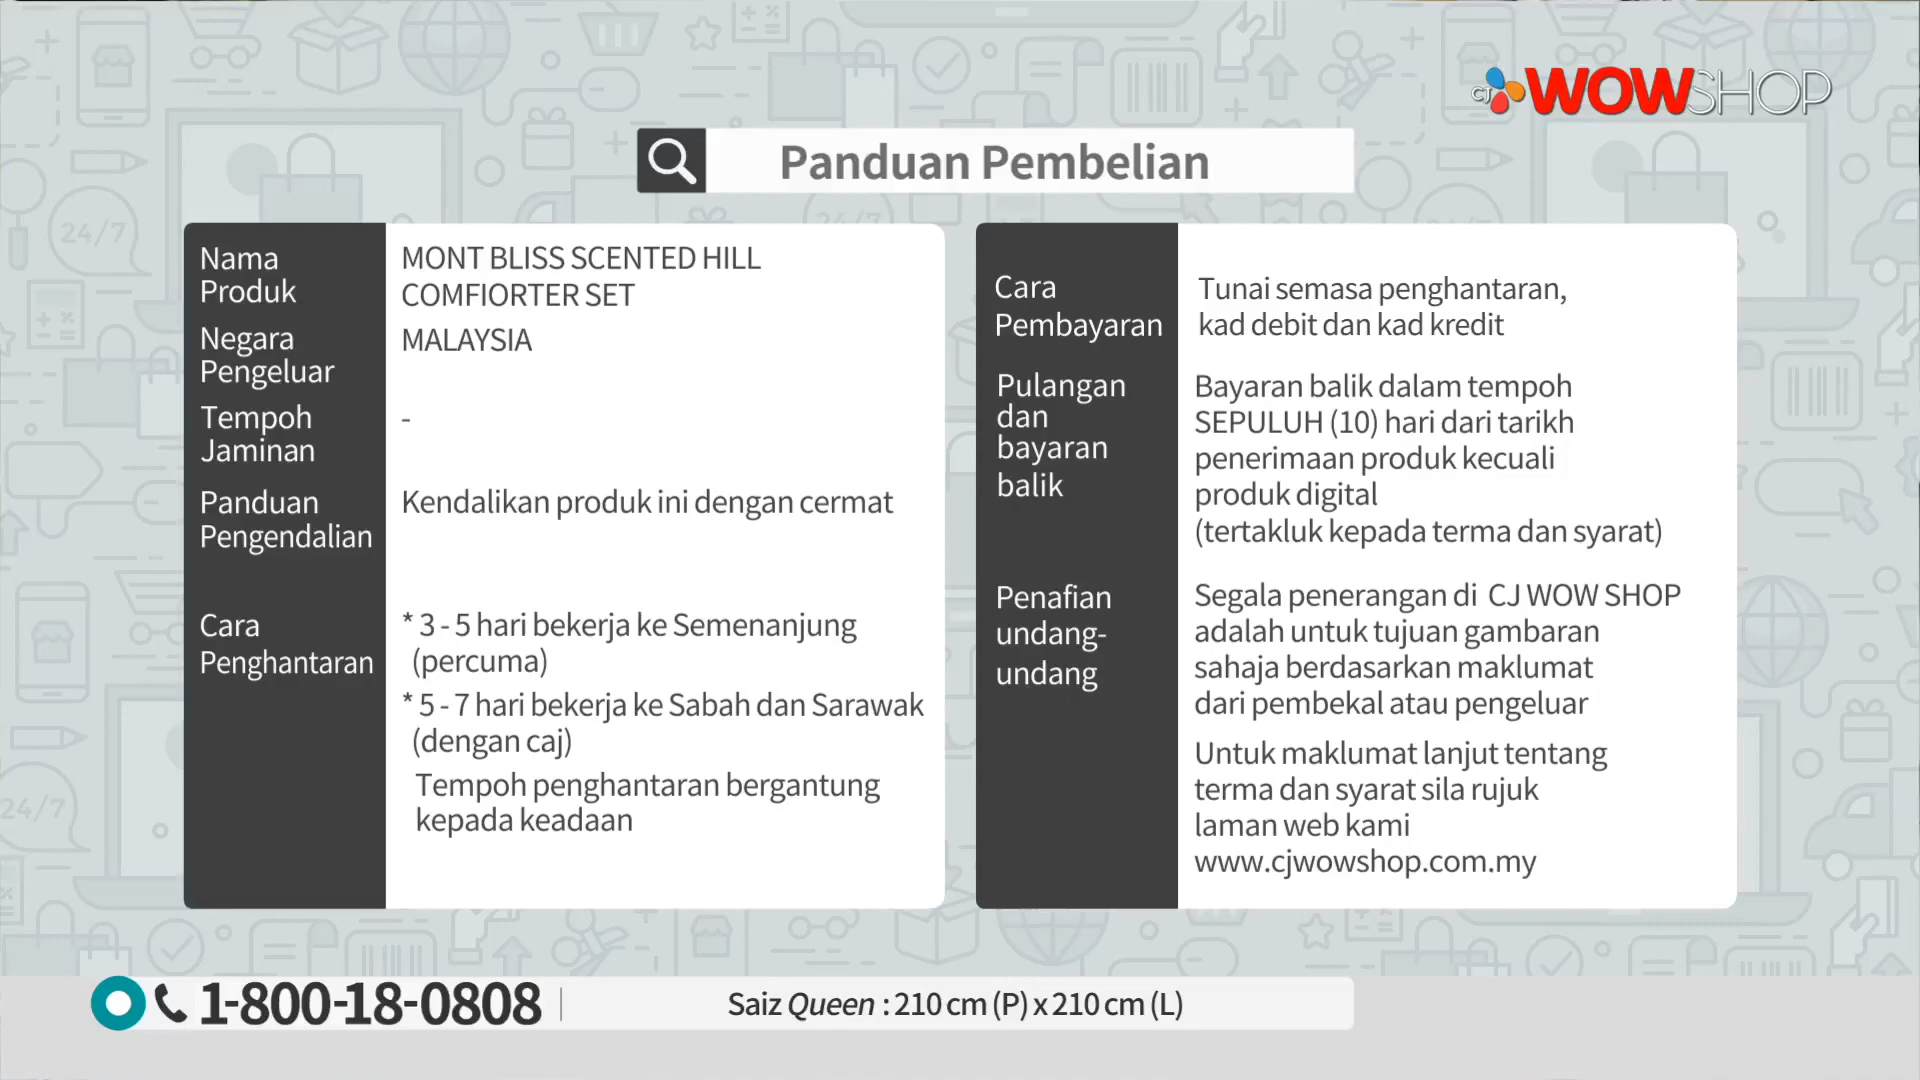 CJ WOWSHOP
Panduan Pembelian
Nama
Produk
MONT BLISS SCENTED HILL
COMFIORTER SET
Negara
Pengeluar
MALAYSIA
Tempoh
Jaminan
-
Panduan
Pengendalian
Kendalikan produk ini dengan cermat
Cara
Penghantaran
* 3 - 5 hari bekerja ke Semenanjung
(percuma)
* 5 - 7 hari bekerja ke Sabah dan Sarawak
(dengan caj)
Tempoh penghantaran bergantung
kepada keadaan
Cara
Pembayaran
Tunai semasa penghantaran,
kad debit dan kad kredit
Pulangan
dan
bayaran
balik
Bayaran balik dalam tempoh
SEPULUH (10) hari dari tarikh
penerimaan produk kecuali
produk digital
(tertakluk kepada terma dan syarat)
Penafian
undang-
undang
Segala penerangan di CJ WOW SHOP
adalah untuk tujuan gambaran
sahaja berdasarkan maklumat
dari pembekal atau pengeluar
Untuk maklumat lanjut tentang
terma dan syarat sila rujuk
laman web kami
www.cjwowshop.com.my
24/7
24/7
24/7
1-800-18-0808
Saiz Queen : 210 cm (P) x 210 cm (L)